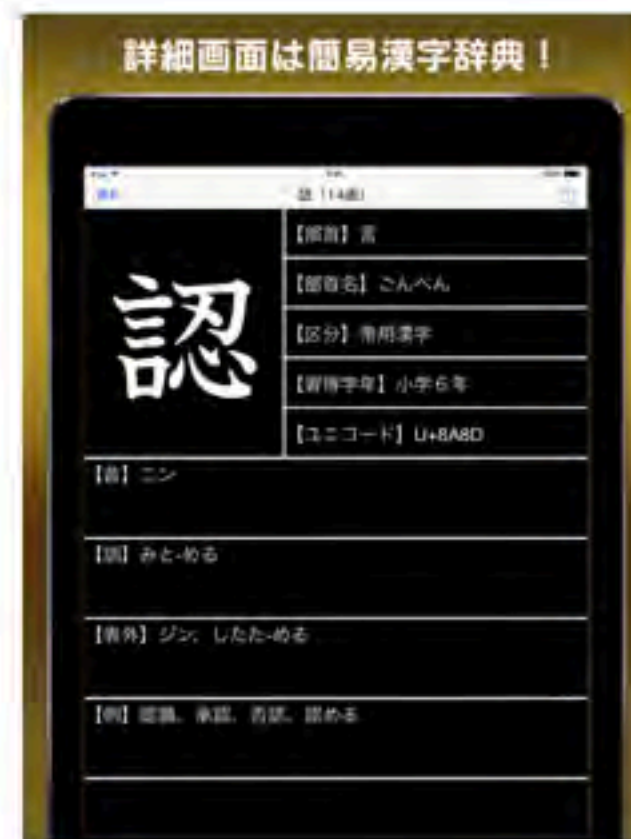 詳細画面は簡易漢字辞典！
認（14画）
認
【部首】言
【部首名】ごんべん
【区分】常用漢字
【習得学年】小学６年
【ユニコード】U+8A8D
【音】ニン
【訓】みと-める
【表外】ジン、したた-める
【例】認識、承認、否認、認める